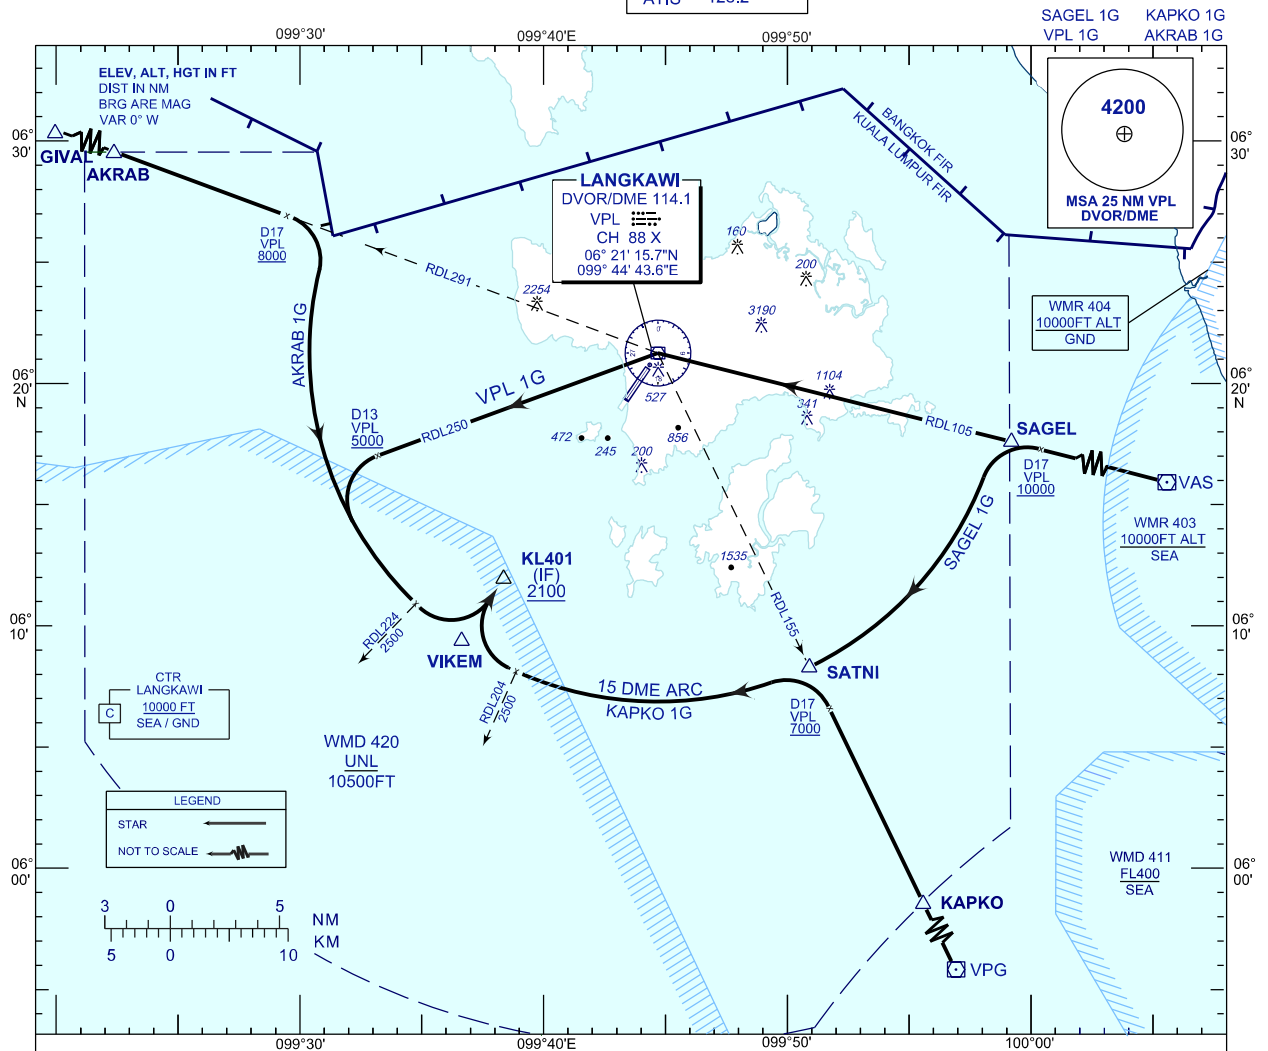 ATIS 128.2
SAGEL 1G KAPKO 1G
VPL 1G AKRAB 1G
099°30' 099°40'E 099°50'
ELEV, ALT, HGT IN FT
DIST IN NM
BRG ARE MAG
VAR 0° W
4200
MSA 25 NM VPL
DVOR/DME
06°
30'
06°
30'
GIVAL
AKRAB
BANGKOK FIR
KUALA LUMPUR FIR
LANGKAWI
DVOR/DME 114.1
VPL
CH 88 X
06° 21' 15.7"N
099° 44' 43.6"E
D17
VPL
8000
RDL291
160
200
2254
3190
WMR 404
10000FT ALT
GND
AKRAB 1G
06°
20'
N
06°
20'
N
VPL 1G
527
1104
341
RDL105
SAGEL
D13
VPL
5000
RDL250
472
245
856
200
D17
VPL
10000
VAS
SAGEL 1G
WMR 403
10000FT ALT
SEA
KL401
(IF)
2100
1535
RDL155
RDL224
2500
06°
10'
06°
10'
VIKEM
SATNI
RDL204
2500
15 DME ARC
KAPKO 1G
D17
VPL
7000
CTR
LANGKAWI
C
10000 FT
SEA / GND
WMD 420
UNL
10500FT
LEGEND
STAR
NOT TO SCALE
06°
00'
06°
00'
WMD 411
FL400
SEA
KAPKO
3 0 5 NM
5 0 10 KM
VPG
099°30' 099°40'E 099°50' 100°00'